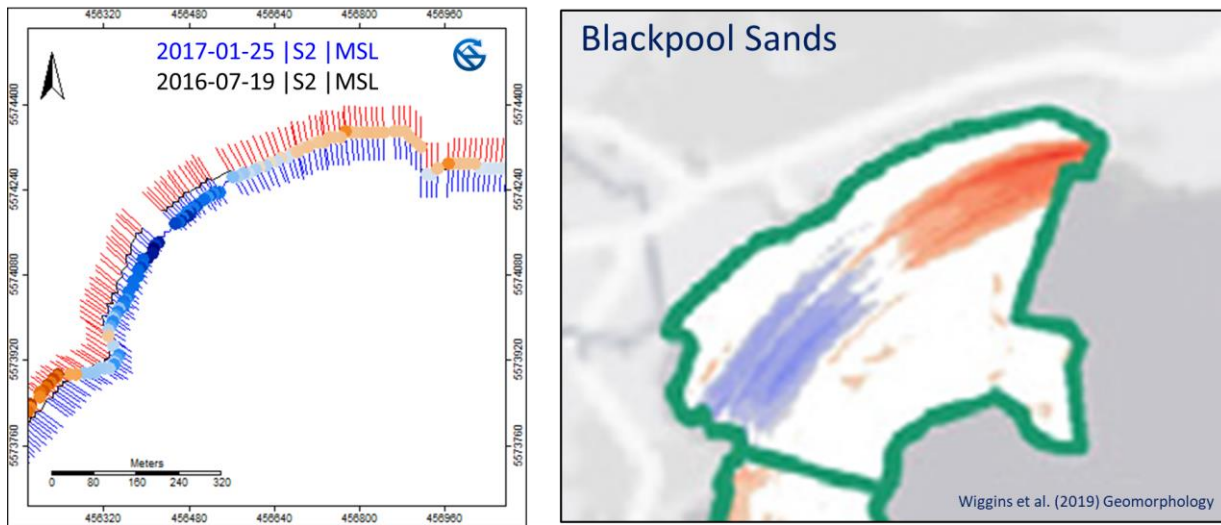 456320 456480 456640 456800 456960
2017-01-25 |S2 |MSL
2016-07-19 |S2 |MSL
5574400 5574400
5574240 5574240
5574080 5574080
5573920 5573920
5573760 5573760
Meters
0 80 160 240 320
456320 456480 456640 456800 456960
Blackpool Sands
Wiggins et al. (2019) Geomorphology